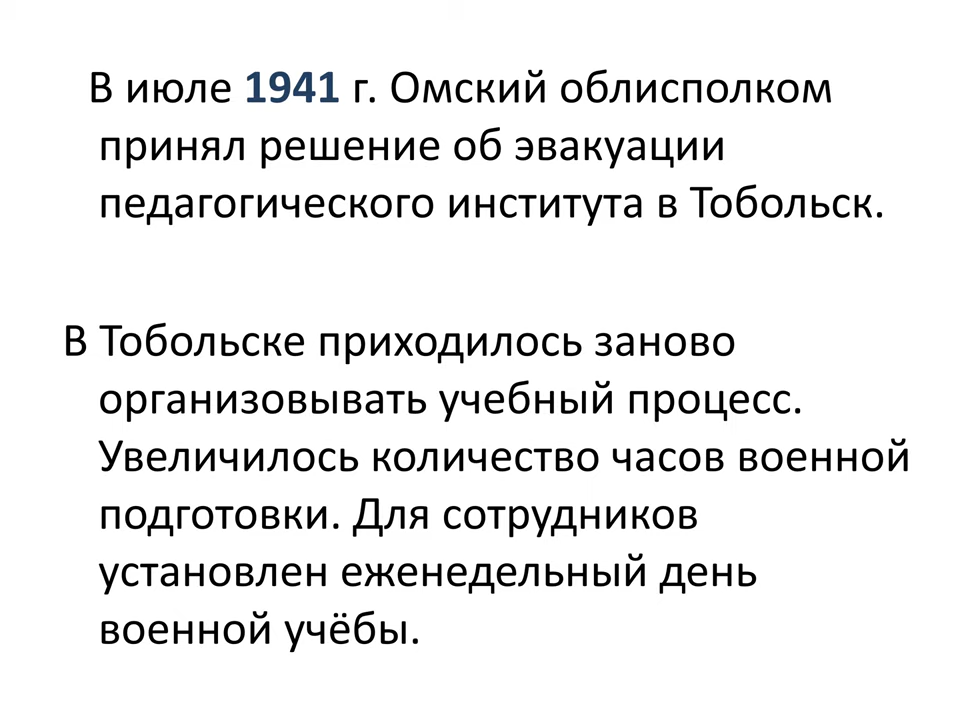 В июле 1941 г. Омский облисполком
принял решение об эвакуации
педагогического института в Тобольск.
В Тобольске приходилось заново
организовывать учебный процесс.
Увеличилось количество часов военной
подготовки. Для сотрудников
установлен еженедельный день
военной учёбы.